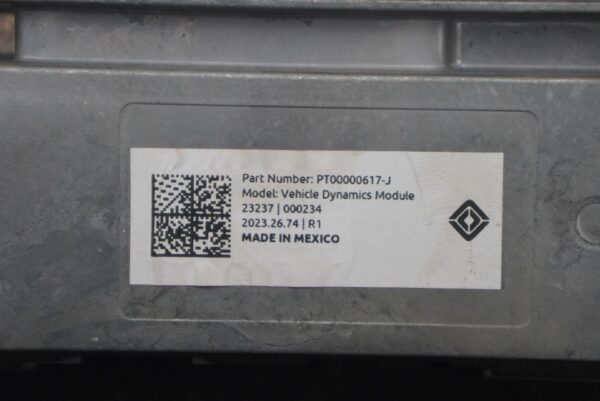 Part Number: PT00000617-J
Model: Vehicle Dynamics Module
23237 | 000234
2023.26.74 | R1
MADE IN MEXICO